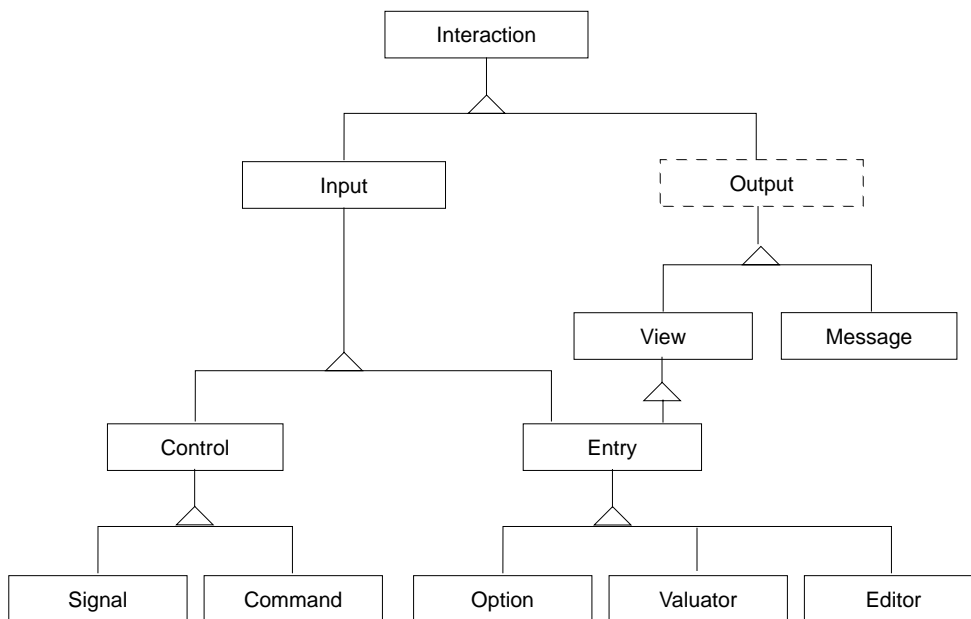 Interaction
Input
Output
View
Message
Control
Entry
Signal
Command
Option
Valuator
Editor